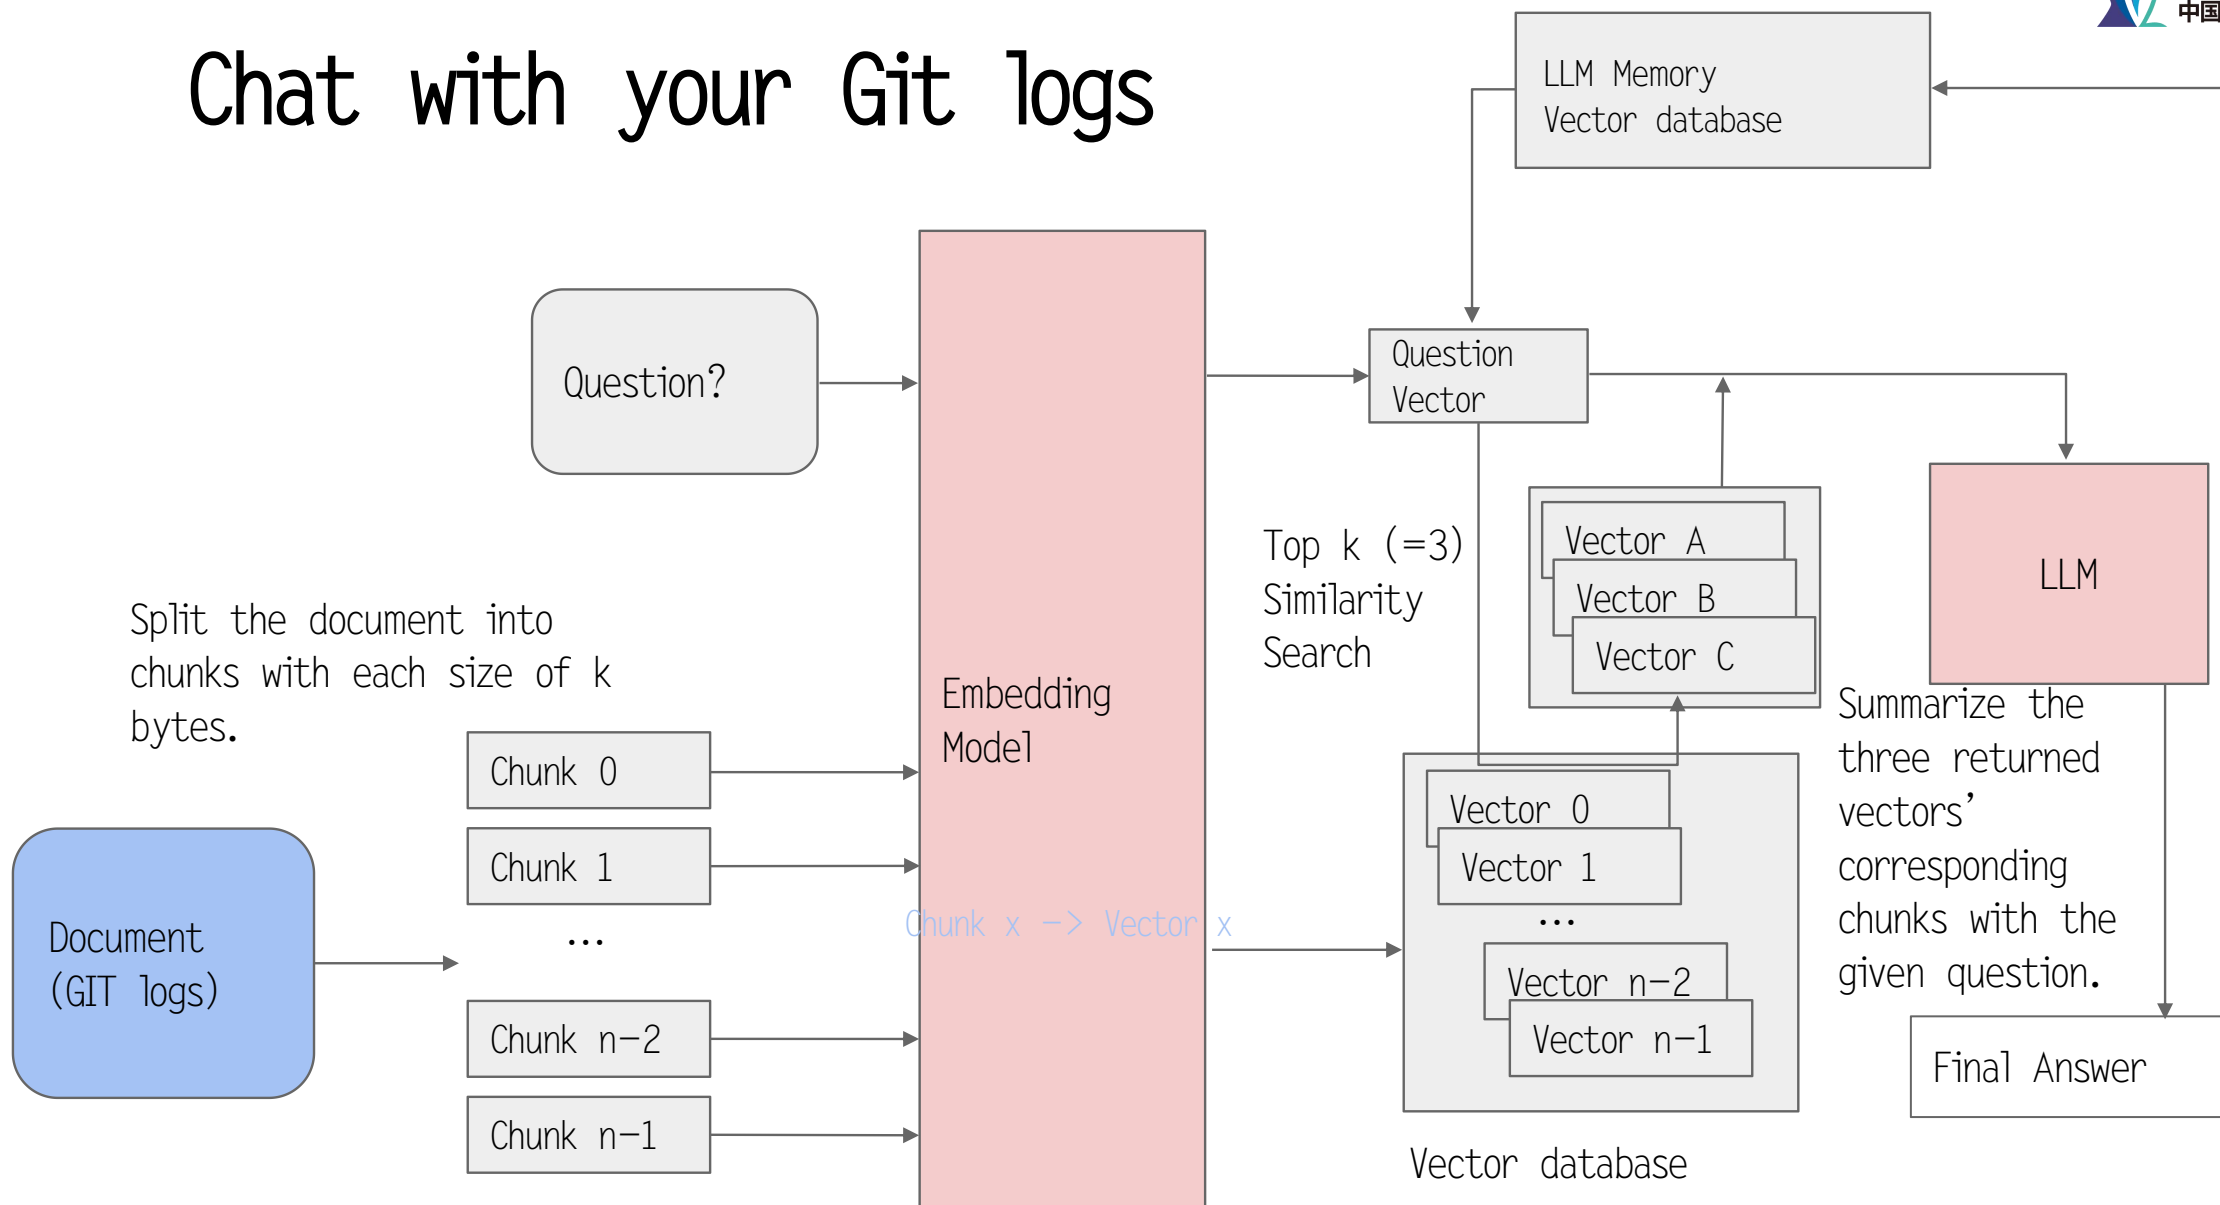 中国
Chat with your Git logs
LLM Memory
Vector database
Question?
Question
Vector
Top k (=3)
Similarity
Search
Vector A
Vector B
Vector C
LLM
Split the document into
chunks with each size of k
bytes.
Embedding
Model
Chunk 0
Chunk 1
...
Chunk n-2
Chunk n-1
Document
(GIT logs)
Chunk x -> Vector x
Vector 0
Vector 1
...
Vector n-2
Vector n-1
Vector database
Summarize the
three returned
vectors’
corresponding
chunks with the
given question.
Final Answer